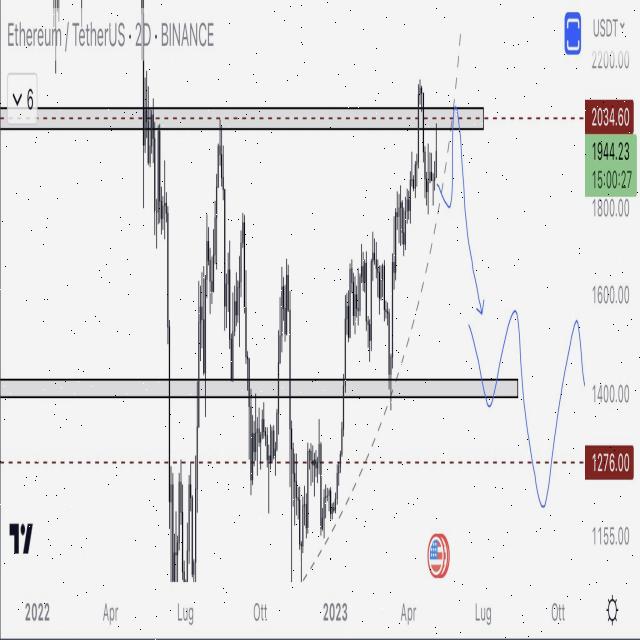 Ethereum / TetherUS · 2D · BINANCE
USDT
2200.00
6
2034.60
1944.23
15:00:27
1800.00
1600.00
1400.00
1276.00
1155.00
2022
Apr
Lug
Ott
2023
Apr
Lug
Ott